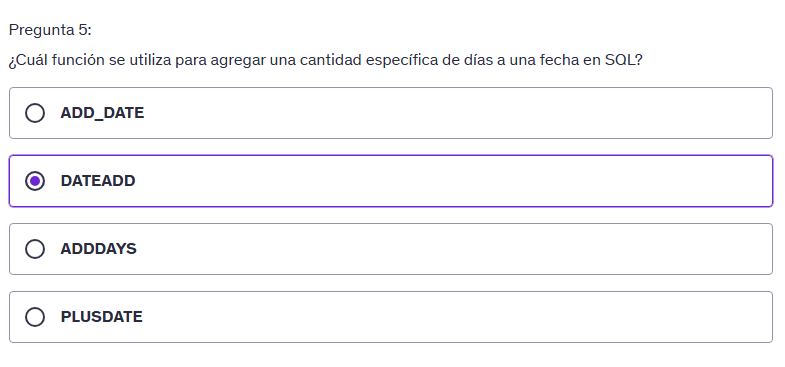 Pregunta 5:
¿Cuál función se utiliza para agregar una cantidad específica de días a una fecha en SQL?
ADD_DATE
DATEADD
ADDDAYS
PLUSDATE